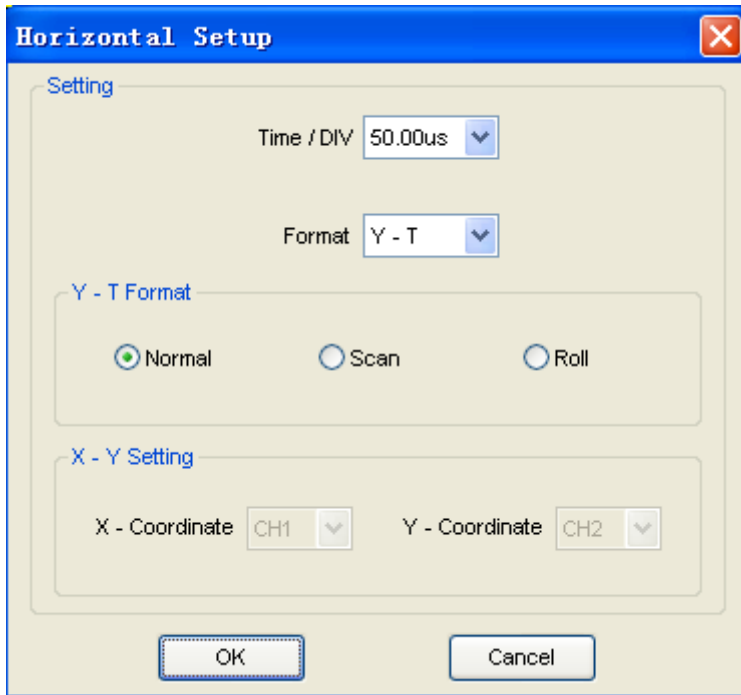 Horizontal Setup
Setting
Time / DIV 50.00us
Format Y - T
Y - T Format
Normal Scan Roll
X - Y Setting
X - Coordinate CH1 Y - Coordinate CH2
OK Cancel